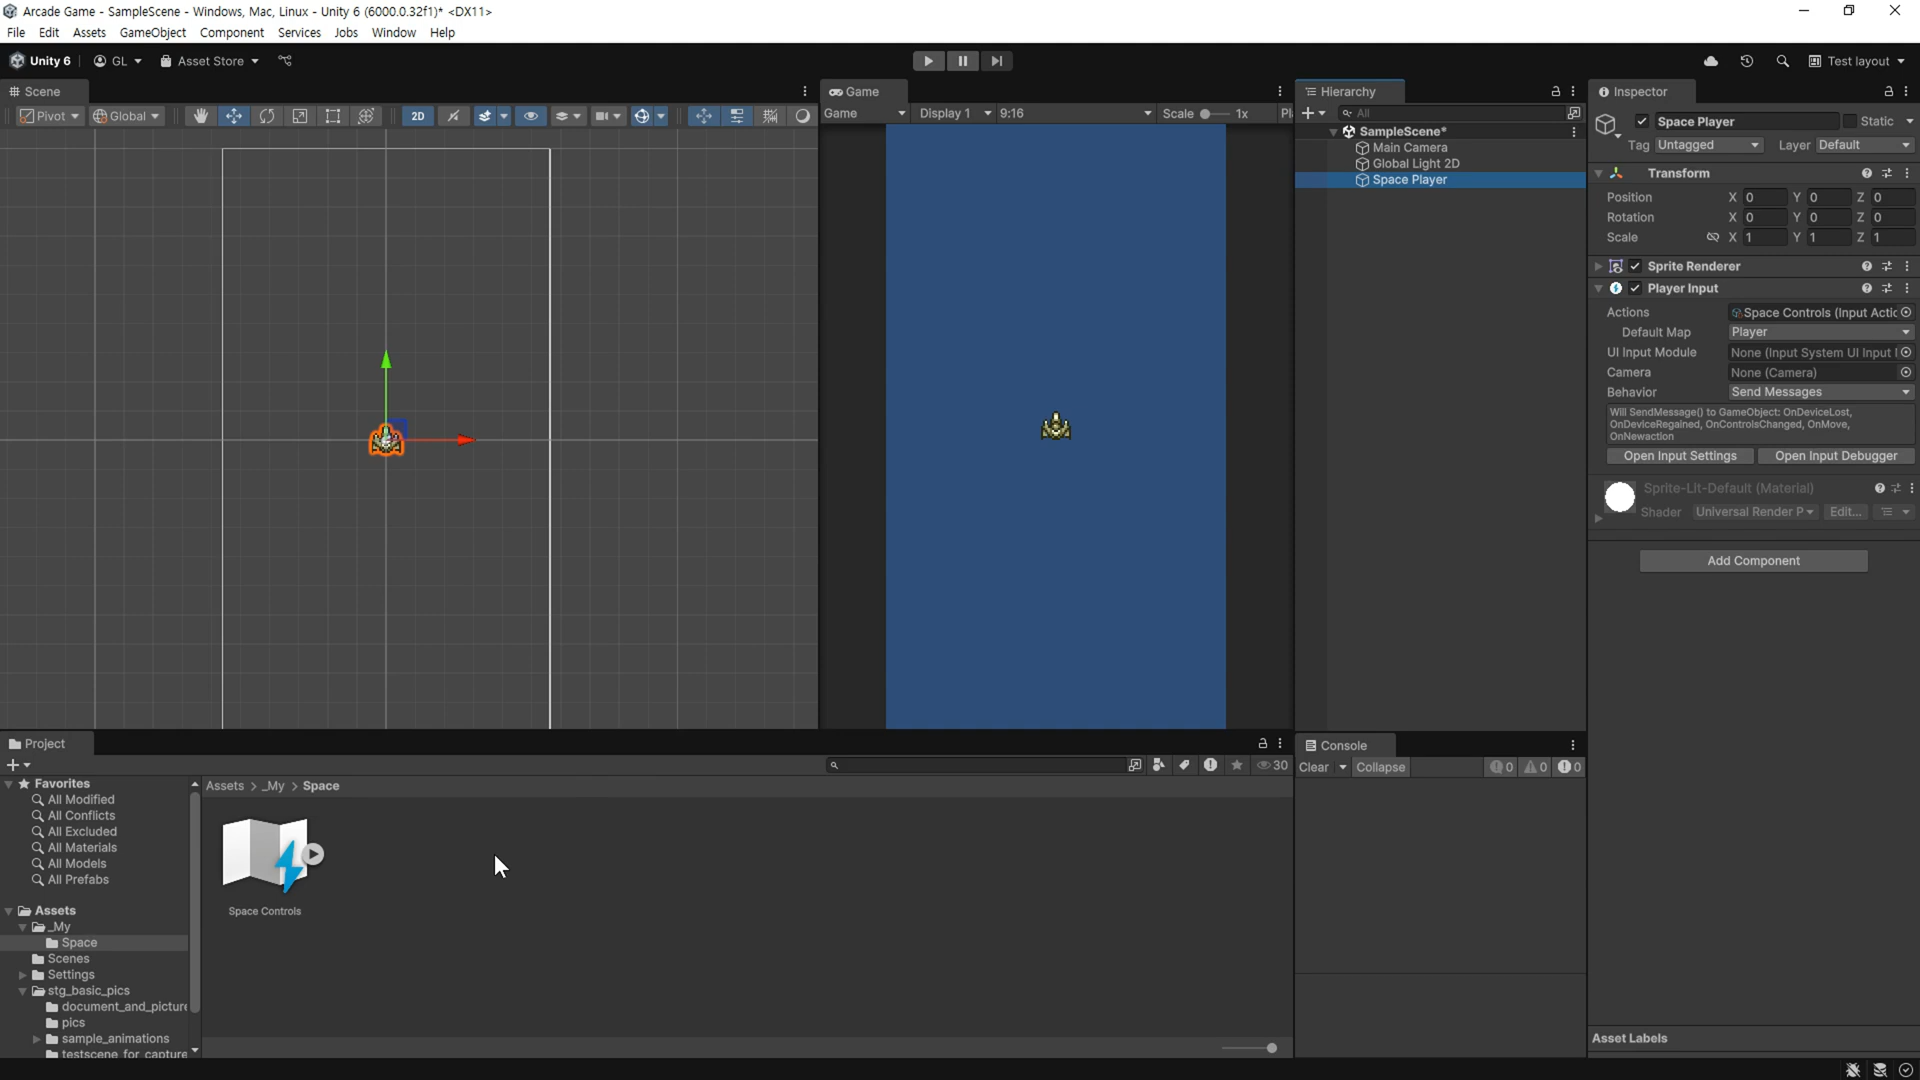 Arcade Game - SampleScene - Windows, Mac, Linux - Unity 6 (6000.0.32f1)* <DX11>
File Edit Assets GameObject Component Services Jobs Window Help
Unity 6 GL Asset Store Test layout
Scene
Pivot Global 2D
Game
Game Display 1 9:16 Scale 1x Pl
Hierarchy
All
SampleScene*
Main Camera
Global Light 2D
Space Player
Inspector
Space Player Static
Tag Untagged Layer Default
Transform
Position X 0 Y 0 Z 0
Rotation X 0 Y 0 Z 0
Scale X 1 Y 1 Z 1
Sprite Renderer
Player Input
Actions Space Controls (Input Actic
Default Map Player
UI Input Module None (Input System UI Input I
Camera None (Camera)
Behavior Send Messages
Will SendMessage() to GameObject: OnDeviceLost,
OnDeviceRegained, OnControlsChanged, OnMove,
OnNewaction
Open Input Settings Open Input Debugger
Sprite-Lit-Default (Material)
Shader Universal Render P Edit...
Add Component
Asset Labels
Project
30
Favorites
All Modified
All Conflicts
All Excluded
All Materials
All Models
All Prefabs
Assets
_My
Space
Scenes
Settings
stg_basic_pics
document_and_picture
pics
sample_animations
testscene_for_capture
Assets > _My > Space
Space Controls
Console
Clear Collapse 0 0 0